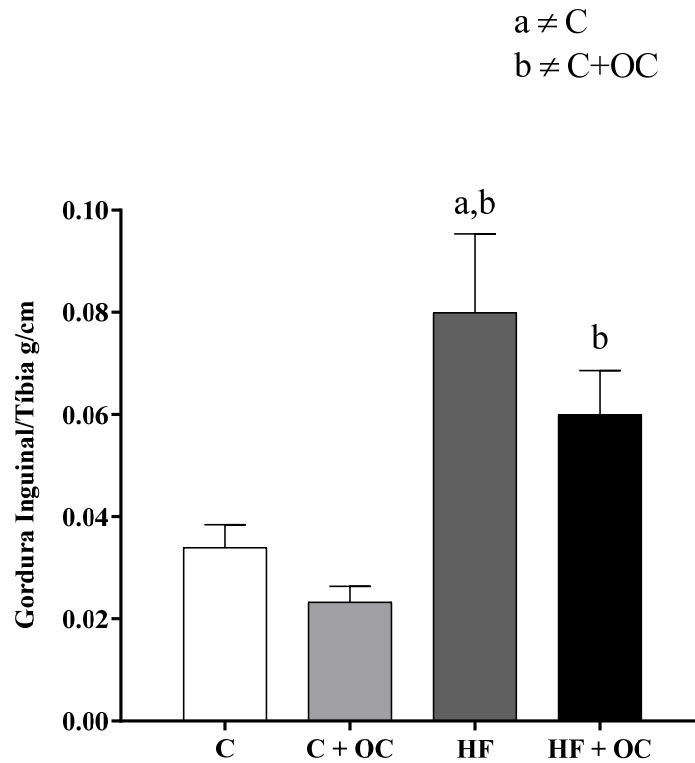 a ≠ C
b ≠ C+OC
a,b
b
Gordura Inguinal/Tíbia g/cm
0.10
0.08
0.06
0.04
0.02
0.00
C
C + OC
HF
HF + OC